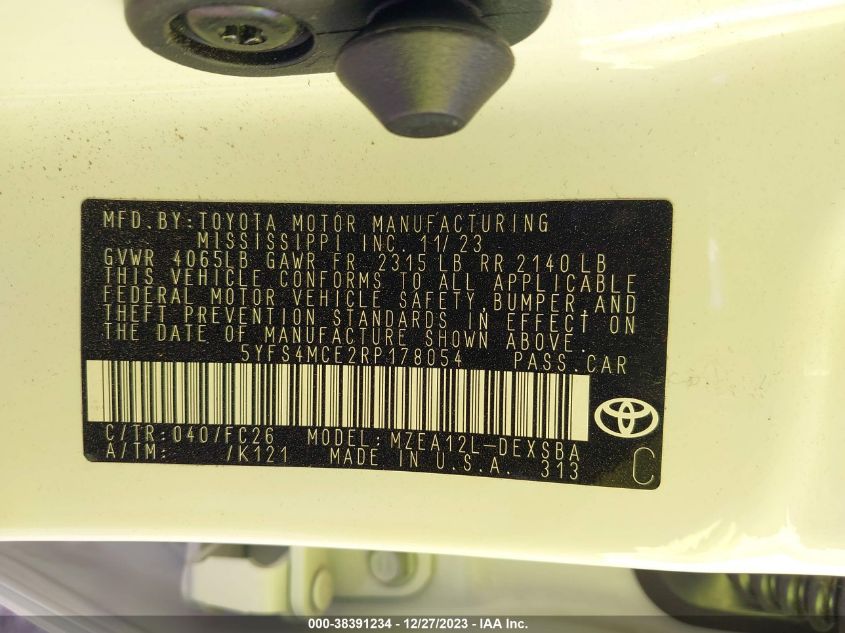 MFD.BY:TOYOTA MOTOR MANUFACTURING
MISSISSIPPI INC. 11/23
GVWR 4065LB GAWR FR 2315 LB RR 2140 LB
THIS VEHICLE CONFORMS TO ALL APPLICABLE
FEDERAL MOTOR VEHICLE SAFETY, BUMPER, AND
THEFT PREVENTION STANDARDS IN EFFECT ON
THE DATE OF MANUFACTURE SHOWN ABOVE.
5YFS4MCE2RP178054 PASS.CAR
C/TR: 040/FC26 MODEL: MZEA12L-DEXSBA
A/TM: /K121 MADE IN U.S.A. 313
C
000-38391234 - 12/27/2023 - IAA Inc.